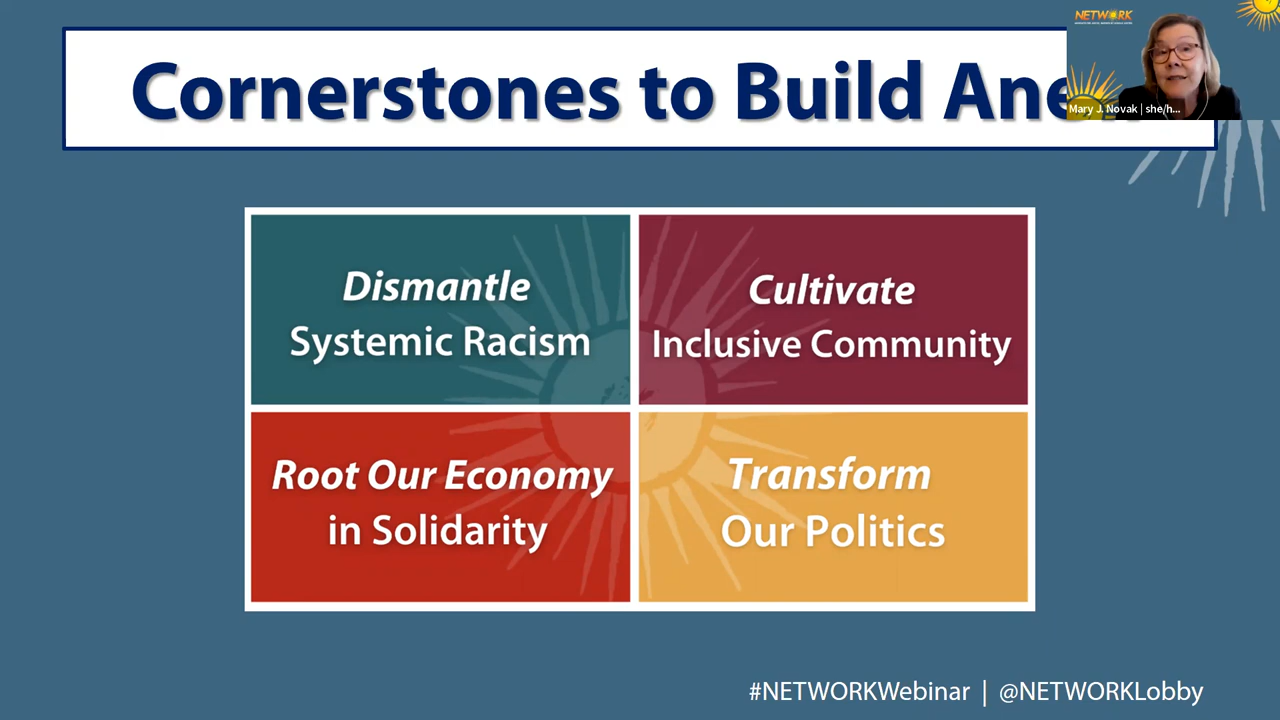 Cornerstones to Build Ane
NETWORK
Mary J. Novak | she/h...
Dismantle
Systemic Racism
Cultivate
Inclusive Community
Root Our Economy
in Solidarity
Transform
Our Politics
#NETWORKWebinar | @NETWORKLobby